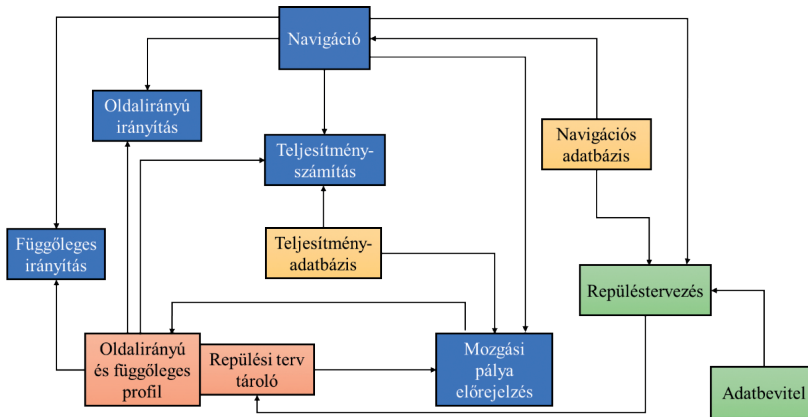 Navigáció
Oldalirányú
irányítás
Navigációs
adatbázis
Teljesítmény-
számítás
Függőleges
irányítás
Teljesítmény-
adatbázis
Repüléstervezés
Oldalirányú
és függőleges
profil
Repülési terv
tároló
Mozgási
pálya
előrejelzés
Adatbevitel